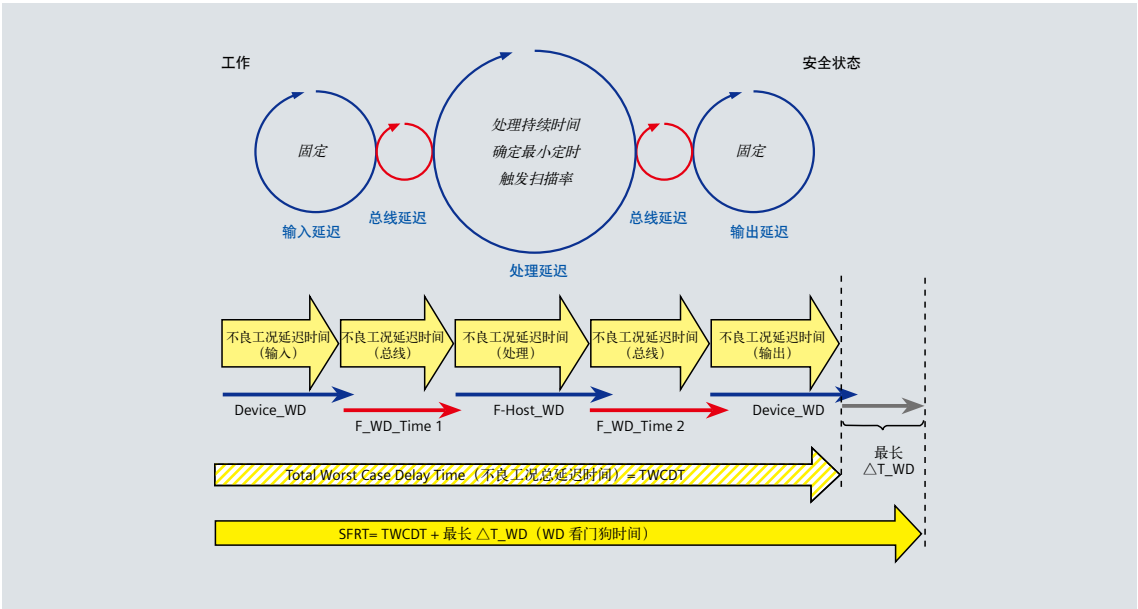 工作
安全状态
固定
处理持续时间
确定最小定时
触发扫描率
固定
总线延迟
总线延迟
输入延迟
输出延迟
处理延迟
不良工况延迟时间
（输入）
不良工况延迟时间
（总线）
不良工况延迟时间
（处理）
不良工况延迟时间
（总线）
不良工况延迟时间
（输出）
Device_WD
F_WD_Time 1
F-Host_WD
F_WD_Time 2
Device_WD
最长
△T_WD
Total Worst Case Delay Time（不良工况总延迟时间）= TWCDT
SFRT= TWCDT + 最长 △T_WD（WD 看门狗时间）